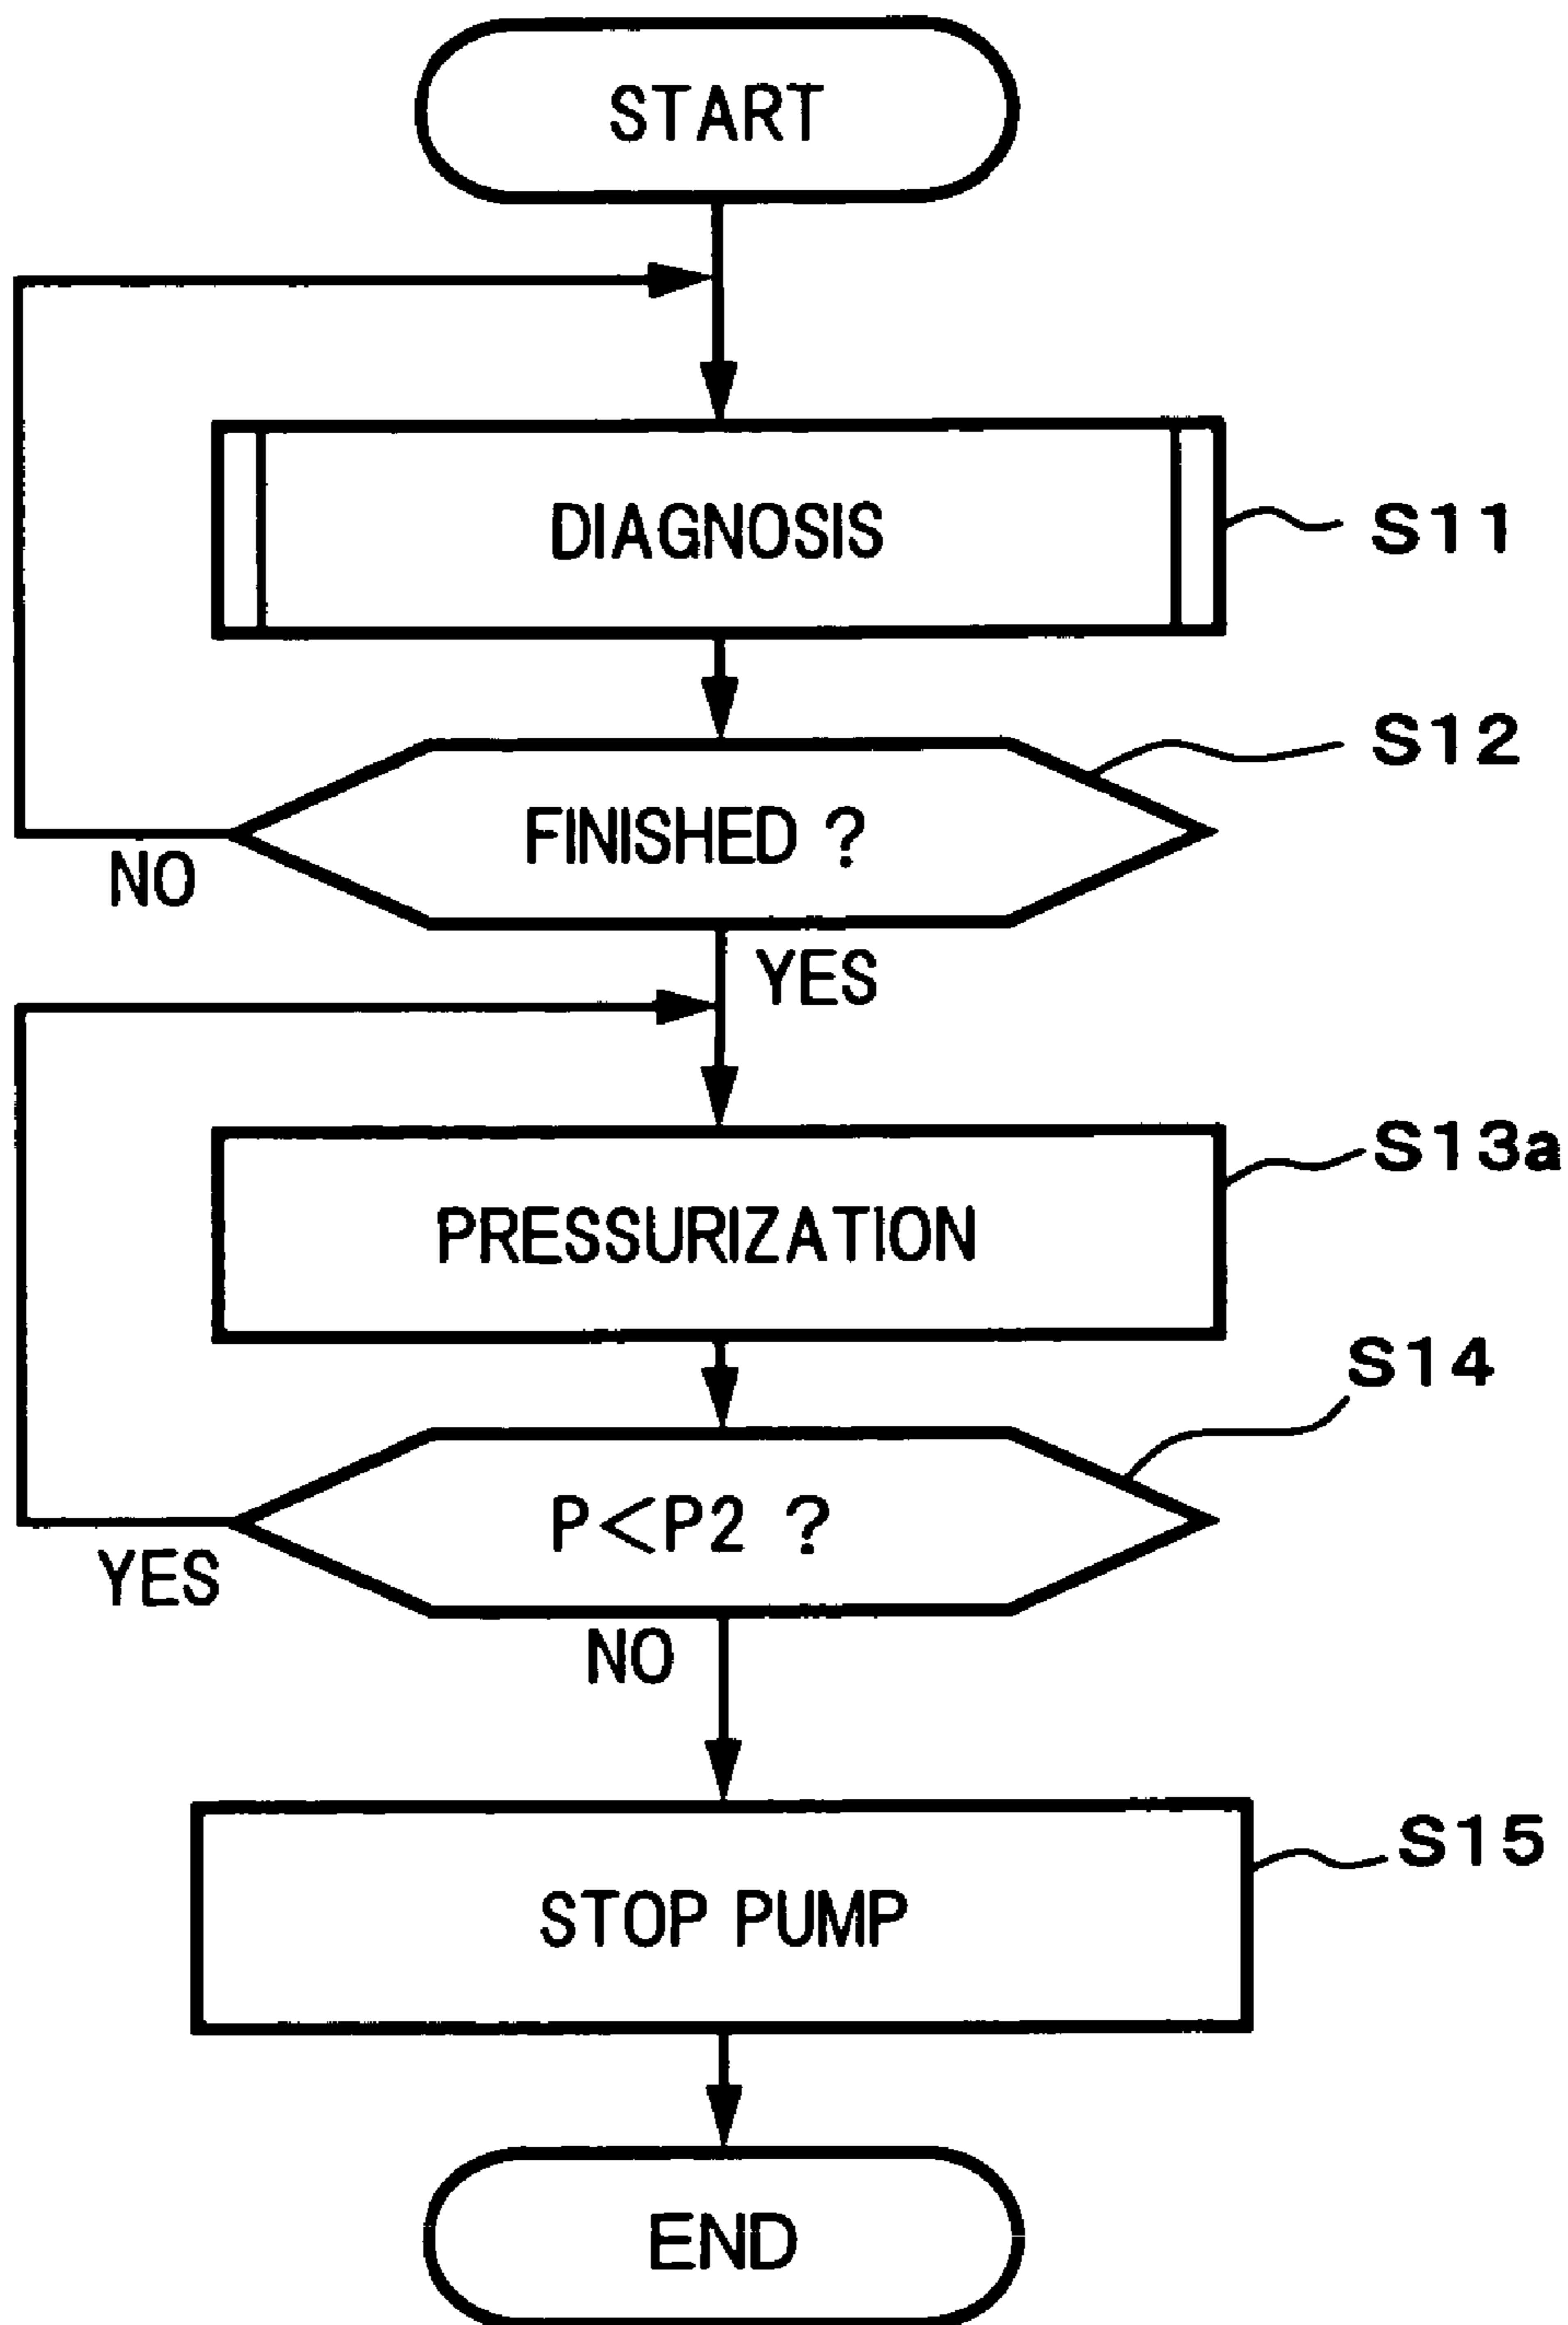 START
DIAGNOSIS
S11
S12
FINISHED ?
NO
YES
S13a
PRESSURIZATION
S14
P<P2 ?
YES
NO
S15
STOP PUMP
END